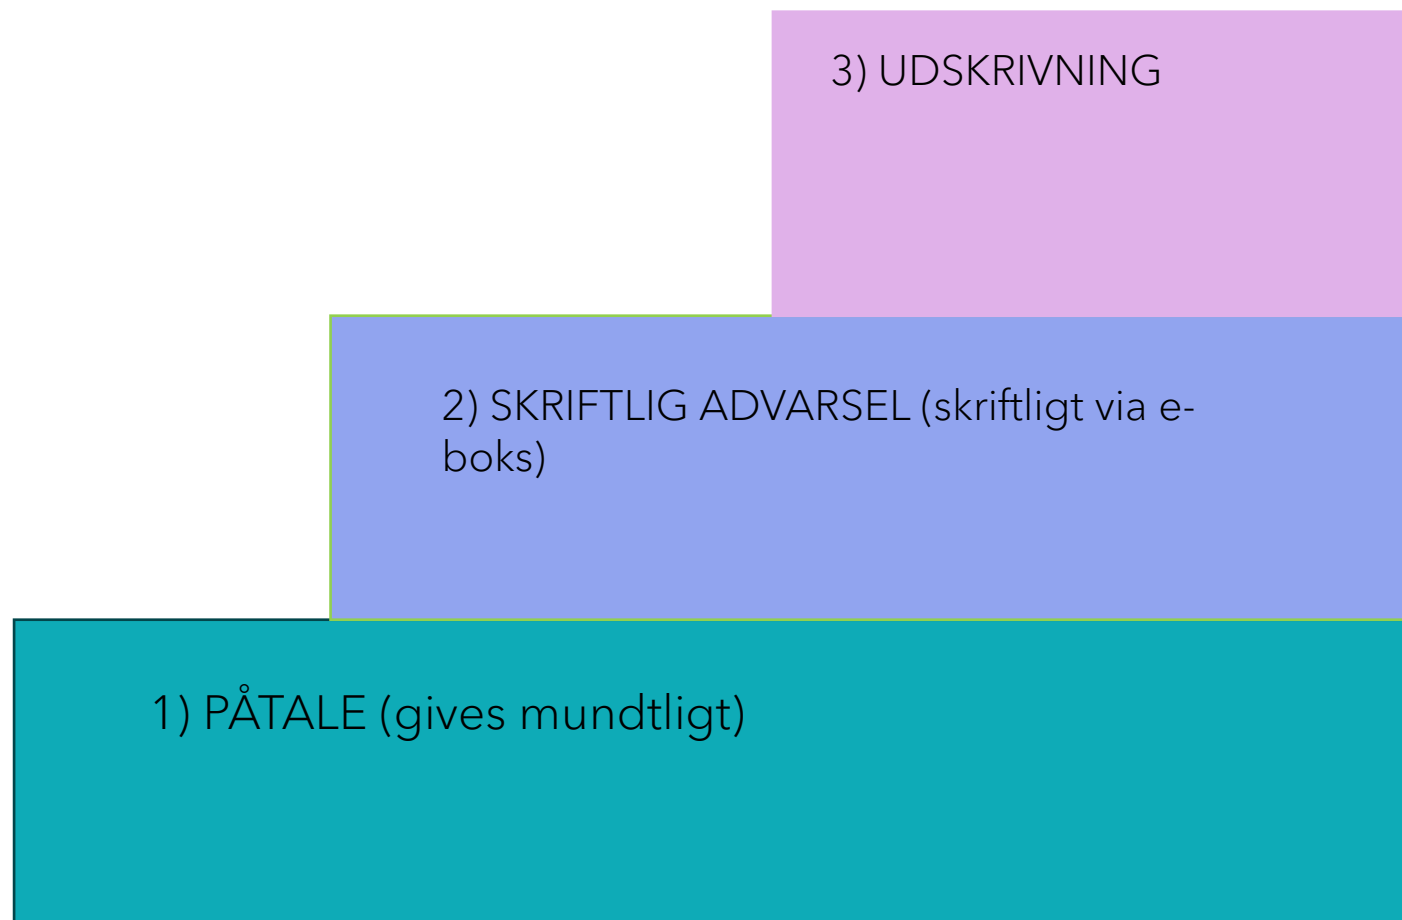 3) UDSKRIVNING
2) SKRIFTLIG ADVARSEL (skriftligt via e-
boks)
1) PÅTALE (gives mundtligt)